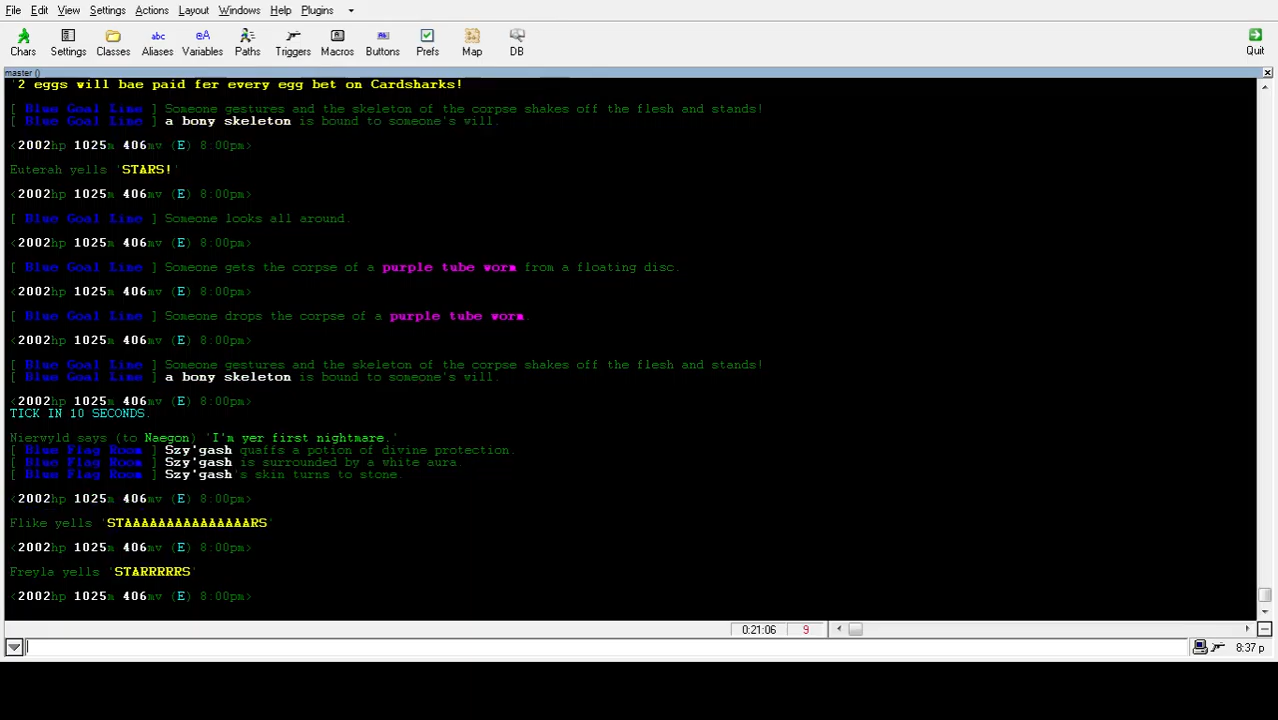 File Edit View Settings Actions Layout Windows Help Plugins
Chars Settings Classes Aliases Variables Paths Triggers Macros Buttons Prefs Map DB Quit
master ()
'2 eggs will bae paid fer every egg bet on Cardsharks!
[ Blue Goal Line ] Someone gestures and the skeleton of the corpse shakes off the flesh and stands!
[ Blue Goal Line ] a bony skeleton is bound to someone's will.
<2002hp 1025m 406mv (E) 8:00pm>
Euterah yells 'STARS!'
<2002hp 1025m 406mv (E) 8:00pm>
[ Blue Goal Line ] Someone looks all around.
<2002hp 1025m 406mv (E) 8:00pm>
[ Blue Goal Line ] Someone gets the corpse of a purple tube worm from a floating disc.
<2002hp 1025m 406mv (E) 8:00pm>
[ Blue Goal Line ] Someone drops the corpse of a purple tube worm.
<2002hp 1025m 406mv (E) 8:00pm>
[ Blue Goal Line ] Someone gestures and the skeleton of the corpse shakes off the flesh and stands!
[ Blue Goal Line ] a bony skeleton is bound to someone's will.
<2002hp 1025m 406mv (E) 8:00pm>
TICK IN 10 SECONDS.
Nierwyld says (to Naegon) 'I'm yer first nightmare.'
[ Blue Flag Room ] Szy'gash quaffs a potion of divine protection.
[ Blue Flag Room ] Szy'gash is surrounded by a white aura.
[ Blue Flag Room ] Szy'gash's skin turns to stone.
<2002hp 1025m 406mv (E) 8:00pm>
Flike yells 'STAAAAAAAAAAAAAAARS'
<2002hp 1025m 406mv (E) 8:00pm>
Freyla yells 'STARRRRRS'
<2002hp 1025m 406mv (E) 8:00pm>
0:21:06 9
8:37 p